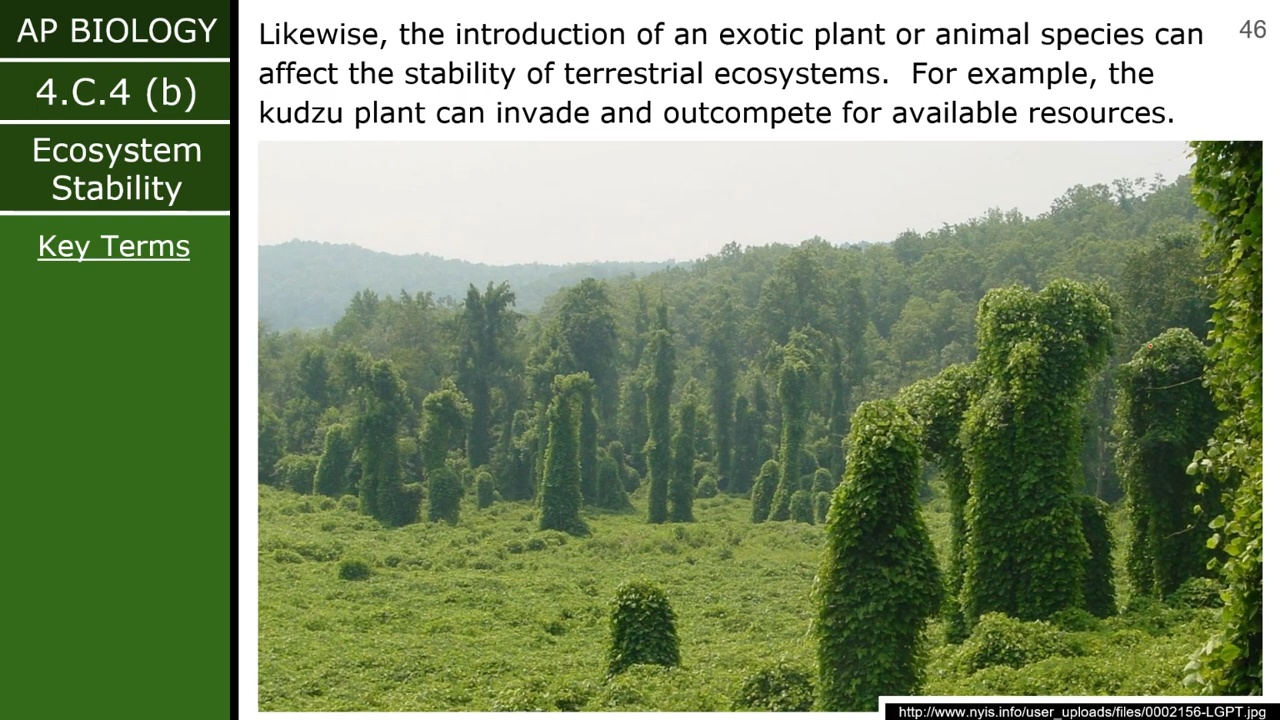 AP BIOLOGY
4.C.4 (b)
Ecosystem
Stability
Key Terms
Likewise, the introduction of an exotic plant or animal species can
affect the stability of terrestrial ecosystems.  For example, the
kudzu plant can invade and outcompete for available resources.
46
http://www.nyis.info/user_uploads/files/0002156-LGPT.jpg